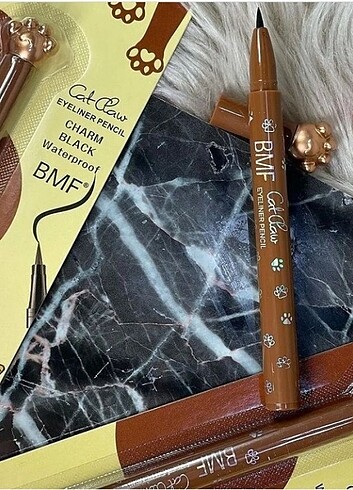 Cat Claw
EYELINER PENCIL
CHARM
BLACK
Waterproof
BMF®
BMF
Cat Claw
EYELINER PENCIL
BMF